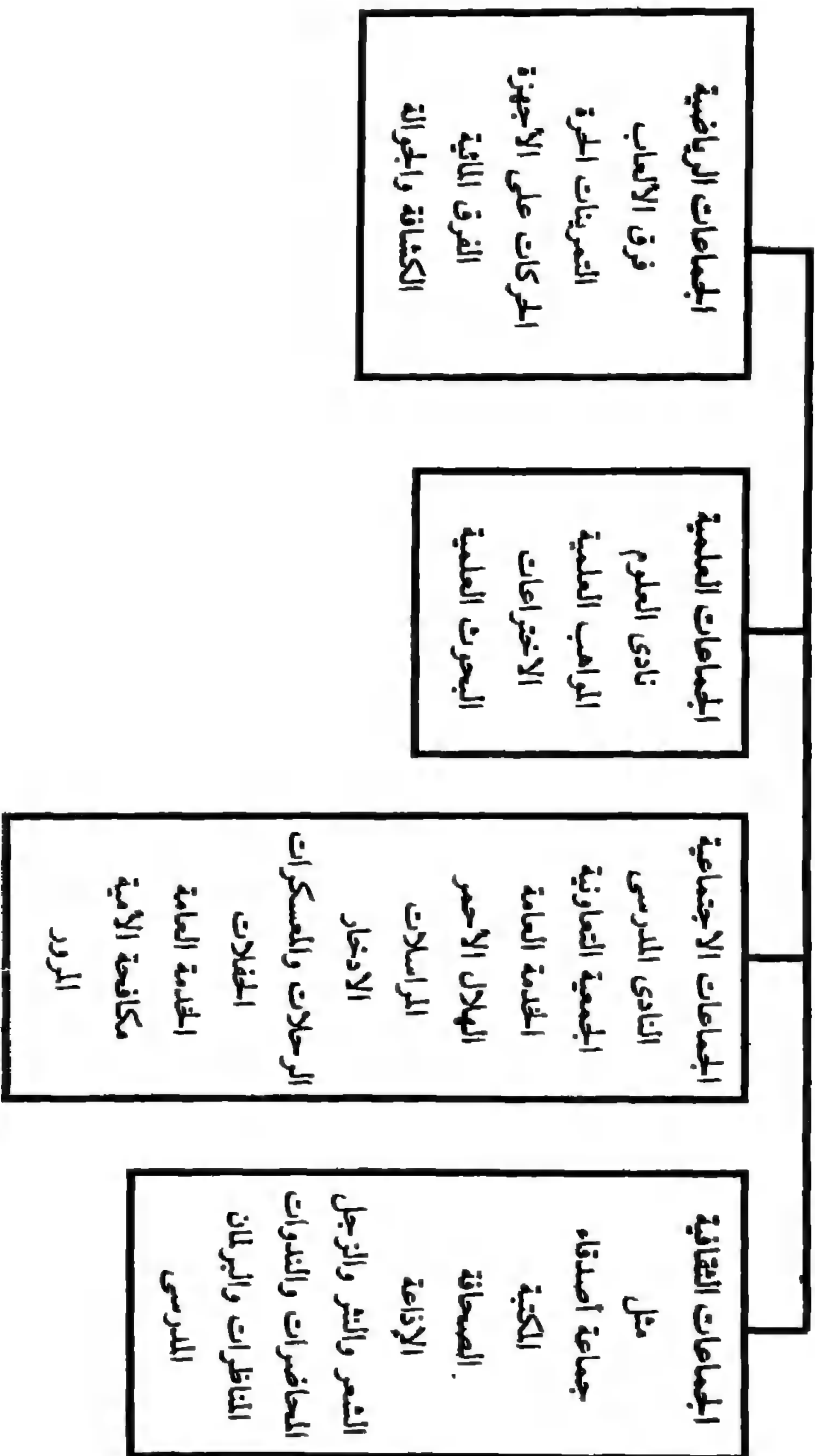 الجماعات الثقافية
مثل
جماعة أصدقاء
المكتبة
الصحافة
الإذاعة
الشعر والنثر والزجل
المحاضرات والندوات
المناظرات والبرلمان
المدرسى
الجماعات الاجتماعية
النادى المدرسى
الجمعية التعاونية
الخدمة العامة
الهلال الأحمر
المراسلات
الادخار
الرحلات والمعسكرات
الحفلات
الخدمة العامة
مكافحة الأمية
المرور
الجماعات العلمية
نادى العلوم
المواهب العلمية
الاختراعات
البحوث العلمية
الجماعات الرياضية
فرق الألعاب
التمرينات الحرة
الحركات على الأجهزة
الفرق المائية
الكشافة والجوالة